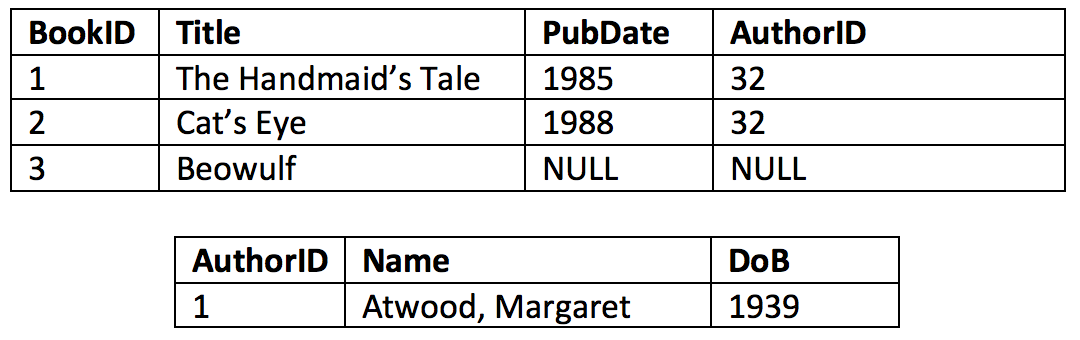 BookID Title PubDate AuthorID
1 The Handmaid’s Tale 1985 32
2 Cat’s Eye 1988 32
3 Beowulf NULL NULL
AuthorID Name DoB
1 Atwood, Margaret 1939